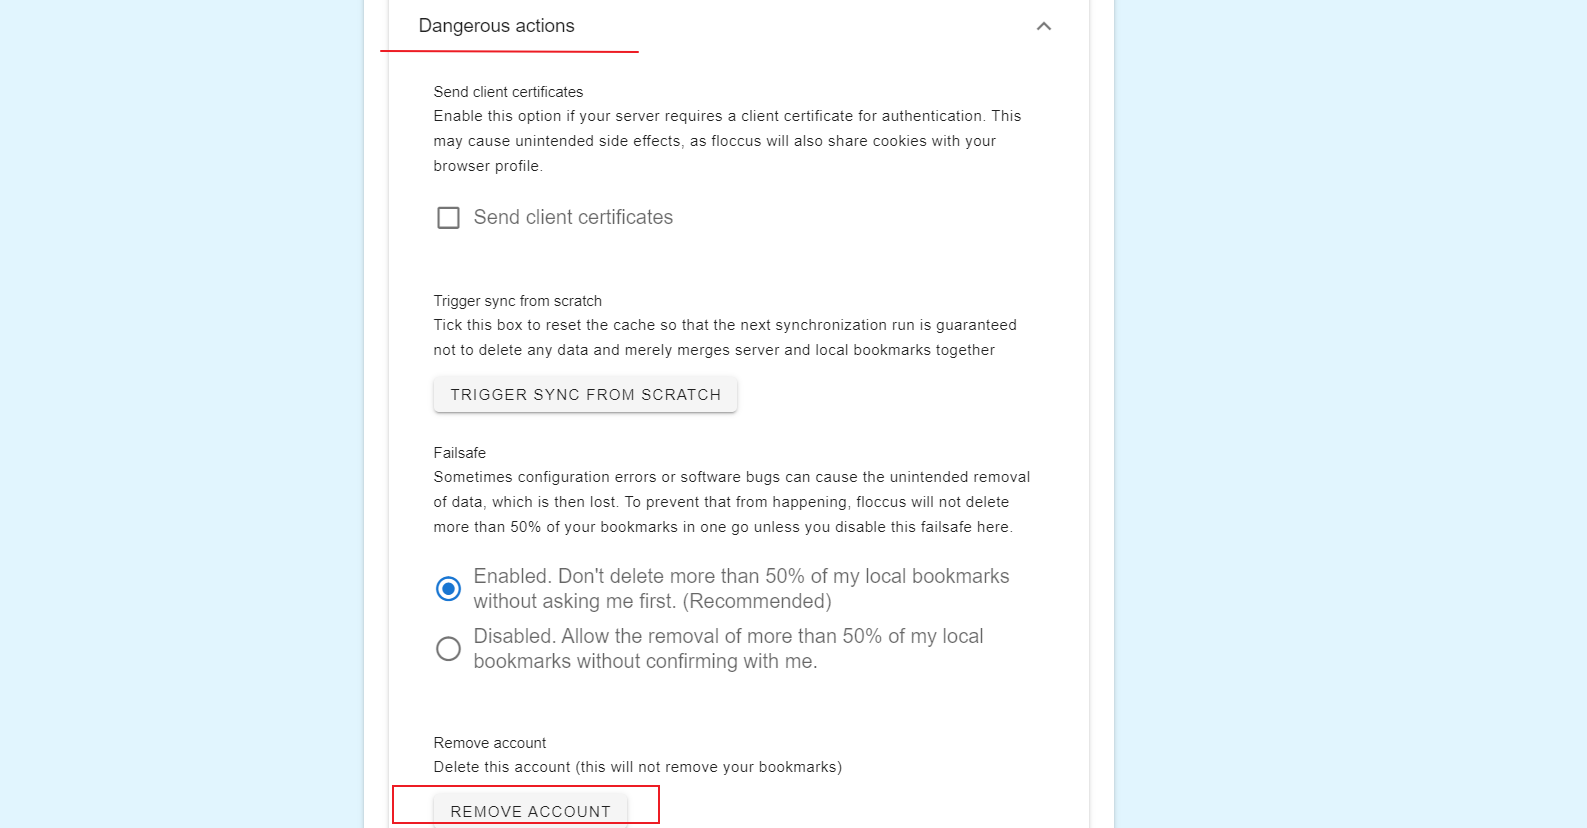 Dangerous actions
Send client certificates
Enable this option if your server requires a client certificate for authentication. This
may cause unintended side effects, as floccus will also share cookies with your
browser profile.
Send client certificates
Trigger sync from scratch
Tick this box to reset the cache so that the next synchronization run is guaranteed
not to delete any data and merely merges server and local bookmarks together
TRIGGER SYNC FROM SCRATCH
Failsafe
Sometimes configuration errors or software bugs can cause the unintended removal
of data, which is then lost. To prevent that from happening, floccus will not delete
more than 50% of your bookmarks in one go unless you disable this failsafe here.
Enabled. Don't delete more than 50% of my local bookmarks
without asking me first. (Recommended)
Disabled. Allow the removal of more than 50% of my local
bookmarks without confirming with me.
Remove account
Delete this account (this will not remove your bookmarks)
REMOVE ACCOUNT